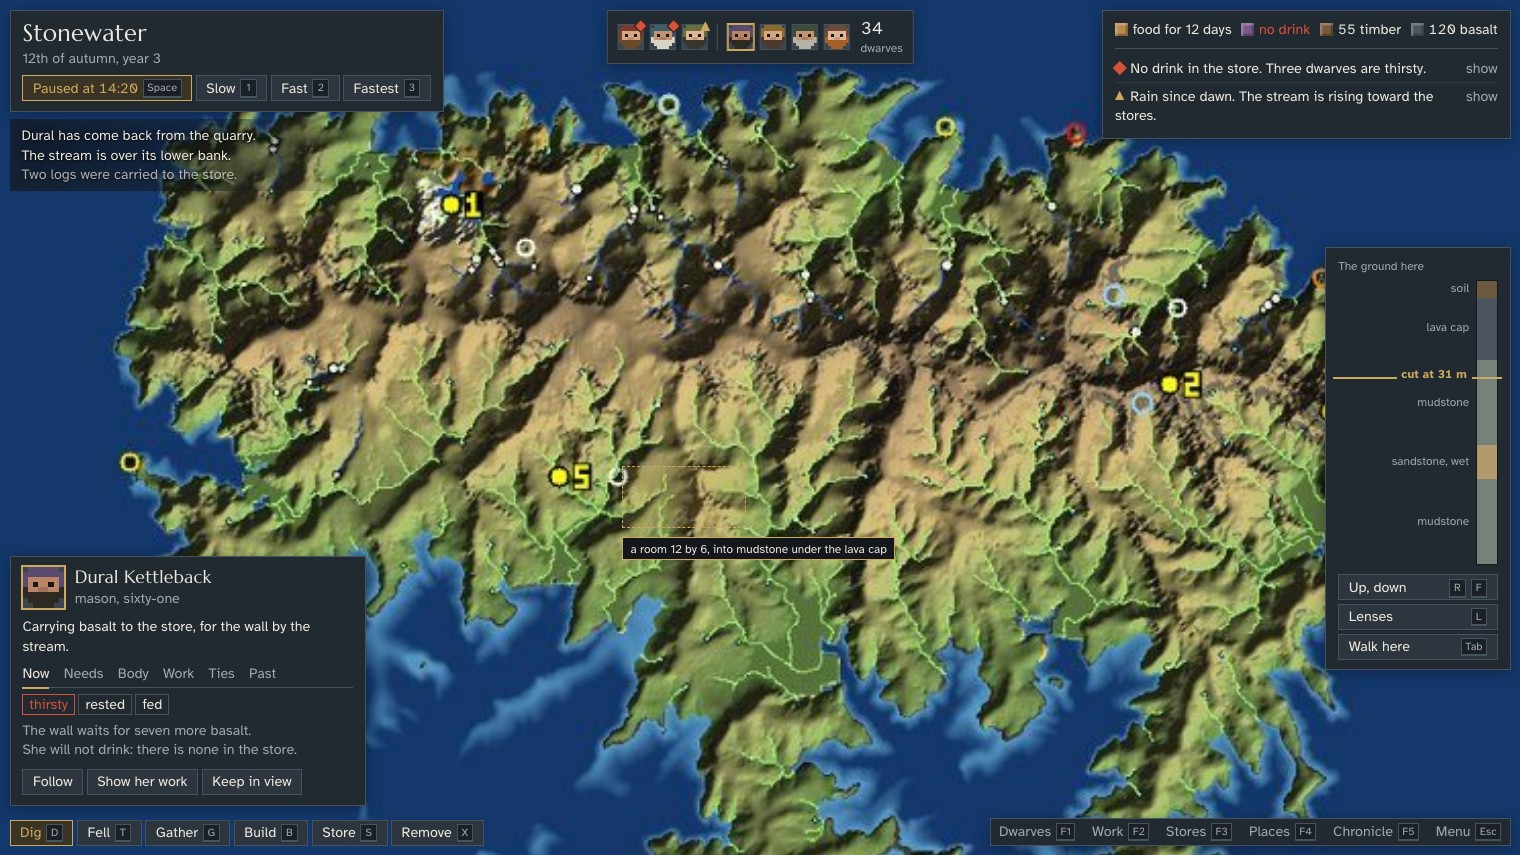 Stonewater
12th of autumn, year 3
Paused at 14:20 Space
Slow 1
Fast 2
Fastest 3
Dural has come back from the quarry.
The stream is over its lower bank.
Two logs were carried to the store.
34
dwarves
food for 12 days
no drink
55 timber
120 basalt
No drink in the store. Three dwarves are thirsty.
show
Rain since dawn. The stream is rising toward the
stores.
show
1
2
5
The ground here
soil
lava cap
cut at 31 m
mudstone
sandstone, wet
mudstone
Up, down R F
Lenses L
Walk here Tab
a room 12 by 6, into mudstone under the lava cap
Dural Kettleback
mason, sixty-one
Carrying basalt to the store, for the wall by the
stream.
Now Needs Body Work Ties Past
thirsty rested fed
The wall waits for seven more basalt.
She will not drink: there is none in the store.
Follow Show her work Keep in view
Dig D
Fell T
Gather G
Build B
Store S
Remove X
Dwarves F1
Work F2
Stores F3
Places F4
Chronicle F5
Menu Esc